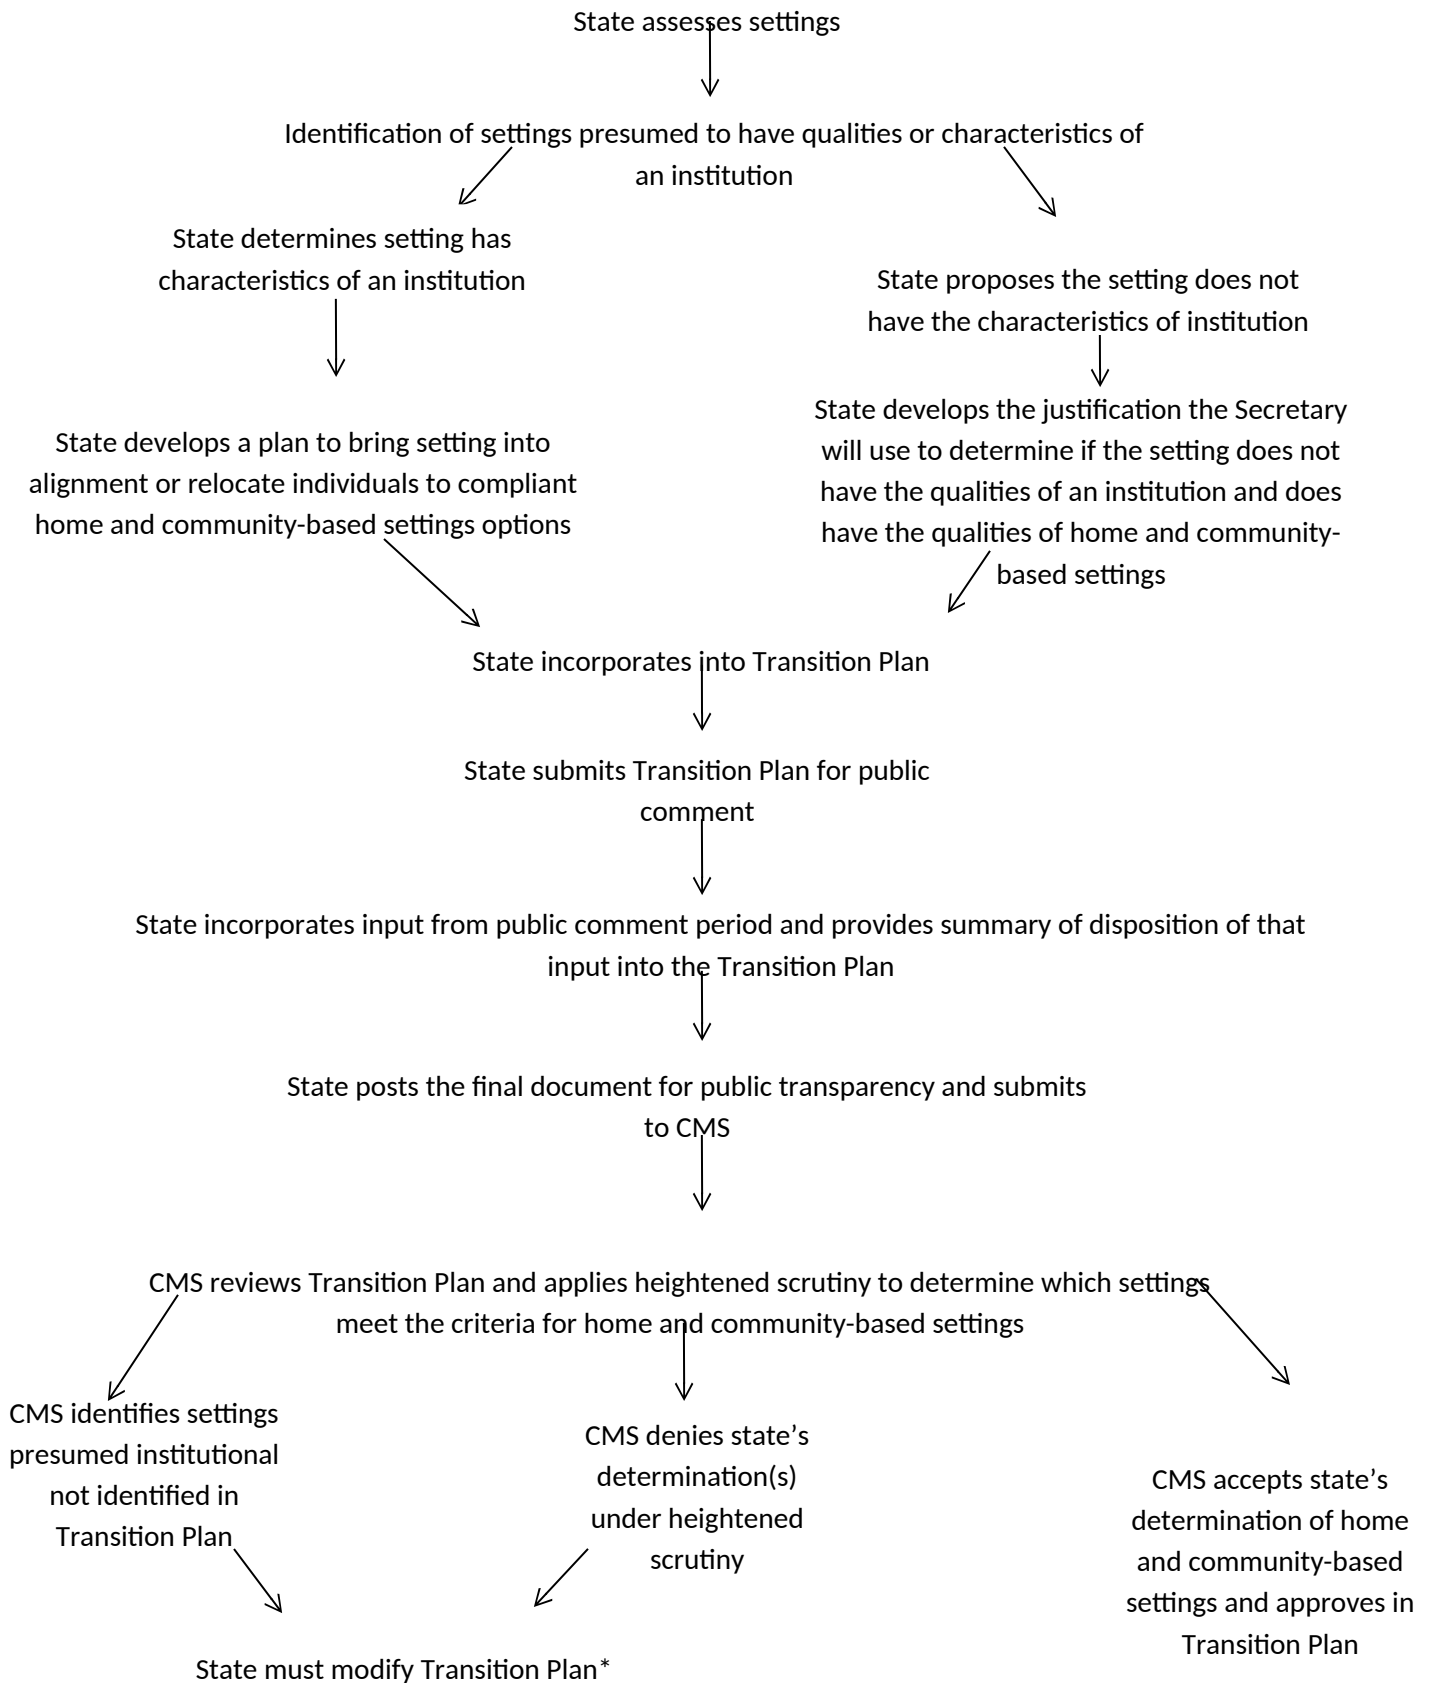 State assesses settings
Identification of settings presumed to have qualities or characteristics of
an institution
State determines setting has
characteristics of an institution
State proposes the setting does not
have the characteristics of institution
State develops a plan to bring setting into
alignment or relocate individuals to compliant
home and community-based settings options
State develops the justification the Secretary
will use to determine if the setting does not
have the qualities of an institution and does
have the qualities of home and community-
based settings
State incorporates into Transition Plan
State submits Transition Plan for public
comment
State incorporates input from public comment period and provides summary of disposition of that
input into the Transition Plan
State posts the final document for public transparency and submits
to CMS
CMS reviews Transition Plan and applies heightened scrutiny to determine which settings
meet the criteria for home and community-based settings
CMS identifies settings
presumed institutional
not identified in
Transition Plan
CMS denies state’s
determination(s)
under heightened
scrutiny
CMS accepts state’s
determination of home
and community-based
settings and approves in
Transition Plan
State must modify Transition Plan*